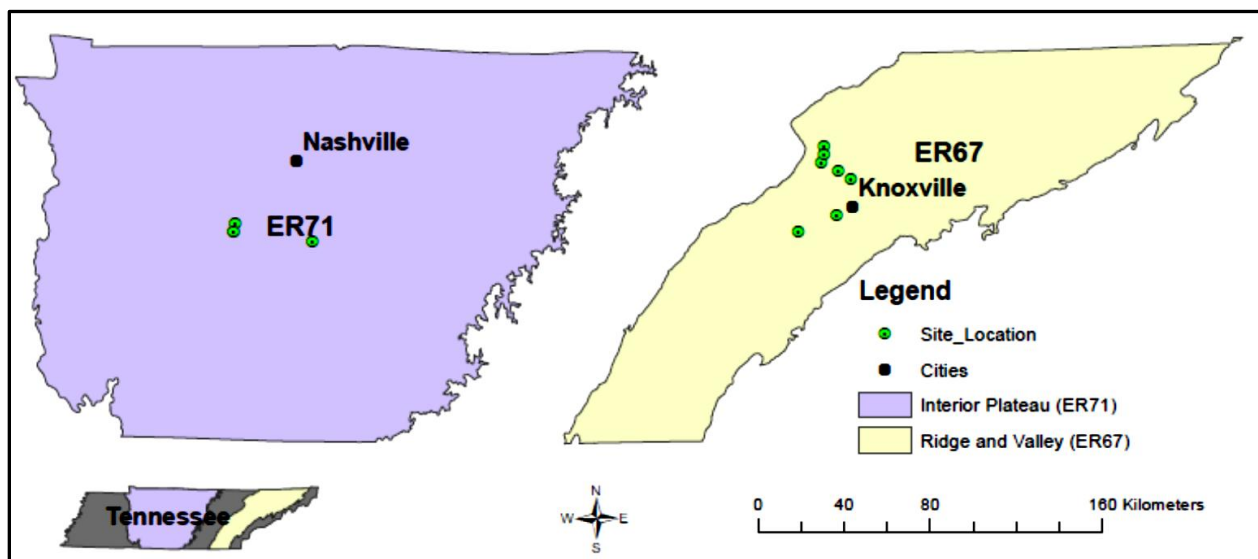 Nashville
ER71
ER67
Knoxville
Legend
Site_Location
Cities
Interior Plateau (ER71)
Ridge and Valley (ER67)
Tennessee
N
W E
S
0 40 80 160 Kilometers